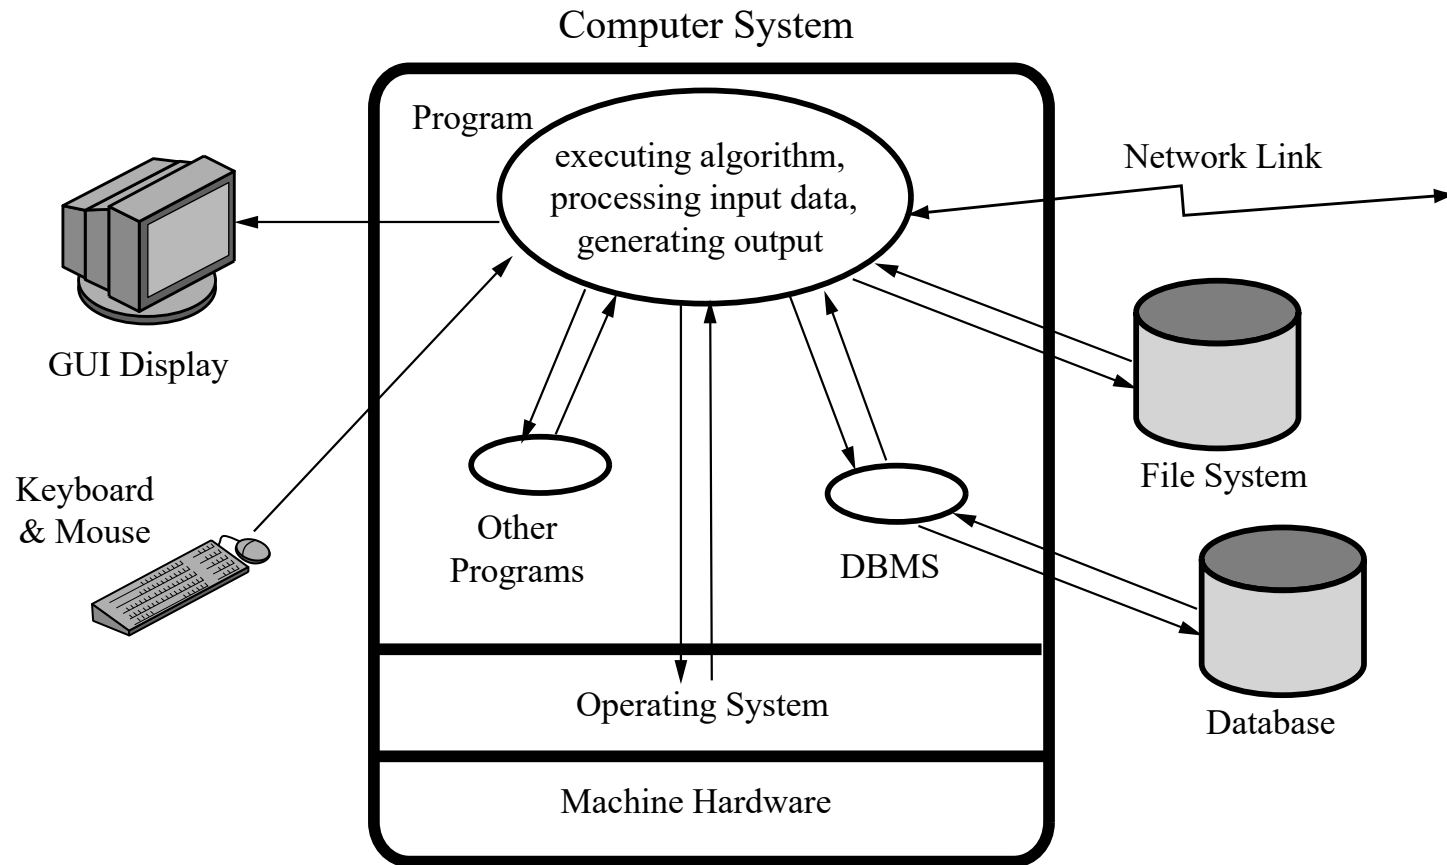 Computer System
Program
executing algorithm,
processing input data,
generating output
Network Link
GUI Display
File System
Keyboard
& Mouse
Other
Programs
DBMS
Operating System
Database
Machine Hardware